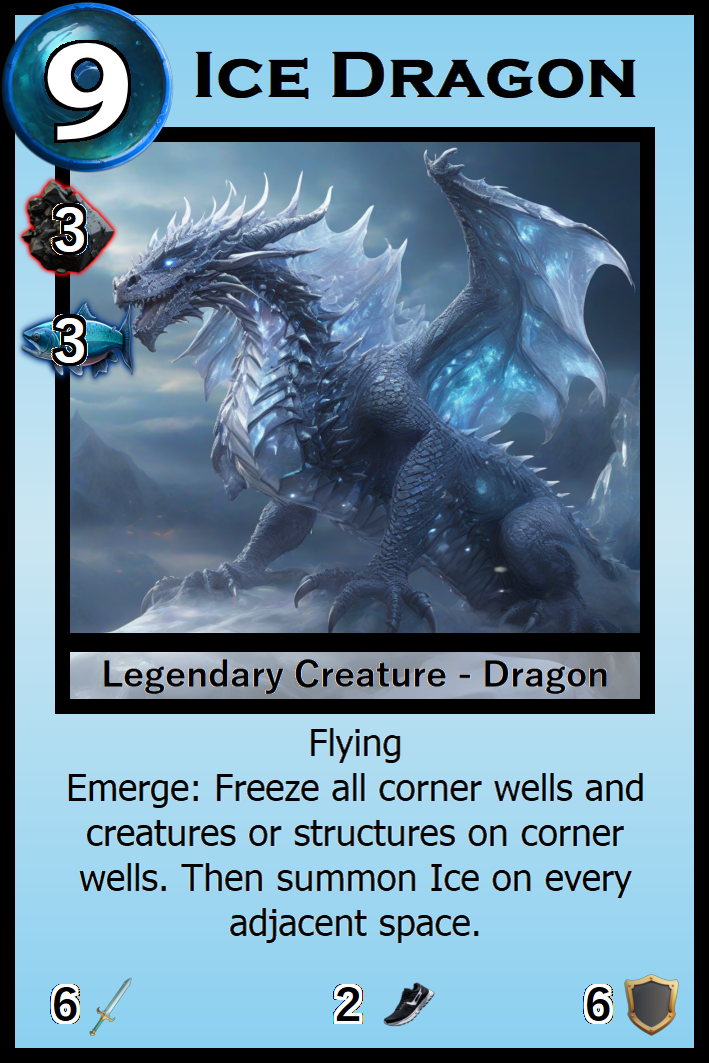 9
Ice Dragon
3
3
Legendary Creature - Dragon
Flying
Emerge: Freeze all corner wells and
creatures or structures on corner
wells. Then summon Ice on every
adjacent space.
6
2
6